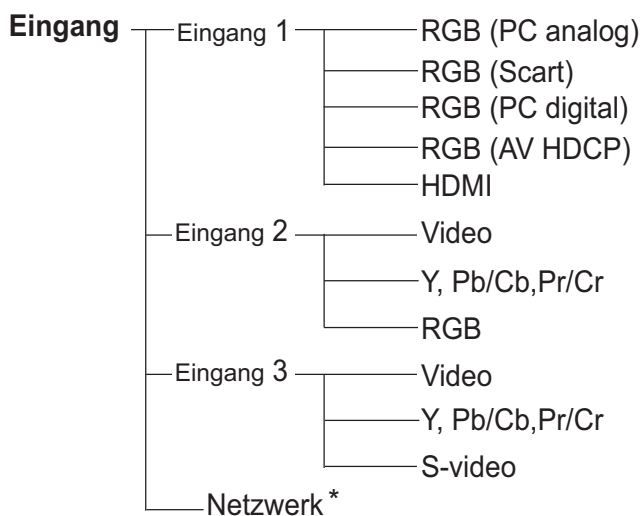 Eingang Eingang 1 RGB (PC analog)
RGB (Scart)
RGB (PC digital)
RGB (AV HDCP)
HDMI
Eingang 2 Video
Y, Pb/Cb,Pr/Cr
RGB
Eingang 3 Video
Y, Pb/Cb,Pr/Cr
S-video
Netzwerk *